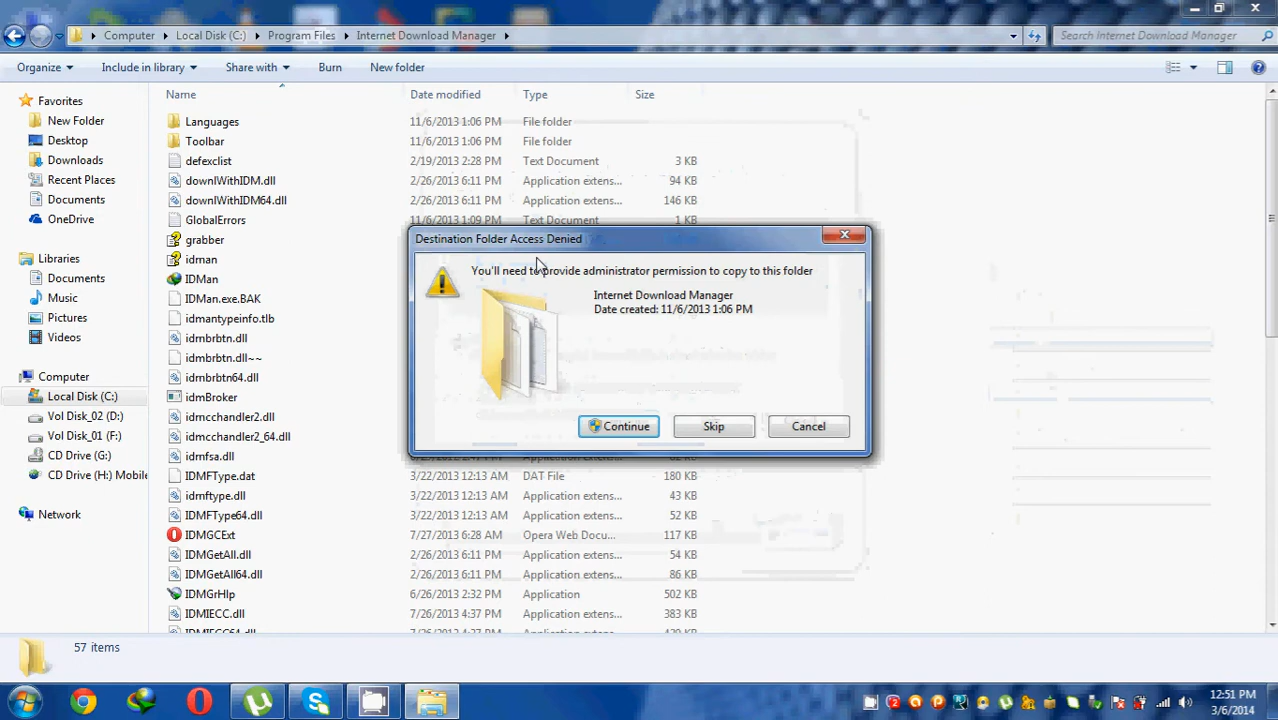 Computer Local Disk (C:) Program Files Internet Download Manager
Search Internet Download Manager
Organize Include in library Share with Burn New folder
Name Date modified Type Size
Favorites
New Folder
Desktop
Downloads
Recent Places
Documents
OneDrive
Libraries
Documents
Music
Pictures
Videos
Computer
Local Disk (C:)
Vol Disk_02 (D:)
Vol Disk_01 (F:)
CD Drive (G:)
CD Drive (H:) Mobile
Network
Languages 11/6/2013 1:06 PM File folder
Toolbar 11/6/2013 1:06 PM File folder
defexclist 2/19/2013 2:28 PM Text Document 3 KB
downlWithIDM.dll 2/26/2013 6:11 PM Application extens... 94 KB
downlWithIDM64.dll 2/26/2013 6:11 PM Application extens... 146 KB
GlobalErrors 11/6/2013 1:09 PM Text Document 1 KB
grabber
idman
IDMan
IDMan.exe.BAK
idmantypeinfo.tlb
idmbrbtn.dll
idmbrbtn.dll~~
idmbrbtn64.dll
idmBroker
idmcchandler2.dll
idmcchandler2_64.dll
idmfsa.dll
IDMFType.dat 3/22/2013 12:13 AM DAT File 180 KB
idmftype.dll 3/22/2013 12:13 AM Application extens... 43 KB
IDMFType64.dll 3/22/2013 12:13 AM Application extens... 52 KB
IDMGCExt 7/27/2013 6:28 AM Opera Web Docu... 117 KB
IDMGetAll.dll 2/26/2013 6:11 PM Application extens... 54 KB
IDMGetAll64.dll 2/26/2013 6:11 PM Application extens... 86 KB
IDMGrHlp 6/26/2013 2:32 PM Application 502 KB
IDMIECC.dll 7/26/2013 4:37 PM Application extens... 383 KB
Destination Folder Access Denied
You'll need to provide administrator permission to copy to this folder
Internet Download Manager
Date created: 11/6/2013 1:06 PM
Continue Skip Cancel
57 items
12:51 PM
3/6/2014